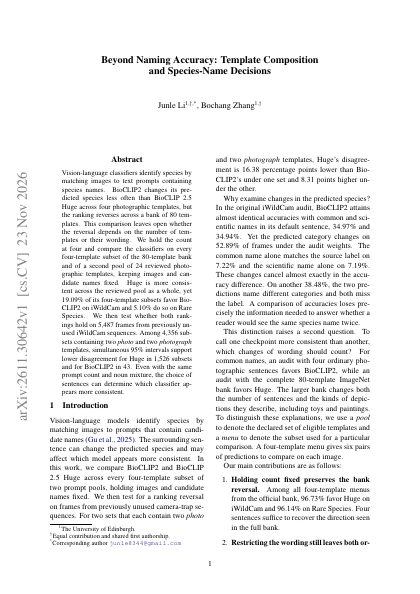 Beyond Naming Accuracy: Template Composition
and Species-Name Decisions
Junle Li1,†,*, Bochang Zhang1,†
arXiv:2611.30642v1 [cs.CV] 23 Nov 2026
Abstract
Vision-language classifiers identify species by
matching images to text prompts containing
species names. BioCLIP2 changes its pre-
dicted species less often than BioCLIP 2.5
Huge across four photographic templates, but
the ranking reverses across a bank of 80 tem-
plates. This comparison leaves open whether
the reversal depends on the number of tem-
plates or their wording. We hold the count
at four and compare the classifiers on every
four-template subset of the 80-template bank
and of a second pool of 24 reviewed photographic
templates, keeping images and can-
didate names fixed. Huge is more consis-
tent across the reviewed pool as a whole, yet
19.09% of its four-template subsets favor Bio-
CLIP2 on iWildCam and 5.10% do so on Rare
Species. We then test whether both rank-
ings hold on 5,487 frames from previously un-
used iWildCam sequences. Among 4,356 sub-
sets containing two photo and two photograph
templates, simultaneous 95% intervals support
lower disagreement for Huge in 1,526 subsets
and for BioCLIP2 in 43. Even with the same
prompt count and menu, the choice of
sentences can determine which classifier ap-
pears more consistent.
1 Introduction
Vision-language models identify species by
matching images to prompts that contain candi-
date names (Gu et al., 2025). The surrounding sen-
tence can change the predicted species and may
affect which model appears more consistent. In
this work, we compare BioCLIP2 and BioCLIP
2.5 Huge across every four-template subset of
two prompt pools, holding images and candidate
names fixed. We then test for a ranking reversal
on frames from previously unused camera-trap se-
quences. For two sets that each contain two photo
1The University of Edinburgh.
†Equal contribution and shared first authorship.
*Corresponding author junle0344@gmail.com
and two photograph templates, Huge's disagree-
ment is 16.38 percentage points lower than Bio-
CLIP2's under one set and 8.31 points higher un-
der the other.
Why examine changes in the predicted species?
In the original iWildCam audit, BioCLIP2 attains
almost identical accuracies with common and sci-
entific names in its default sentence, 34.97% and
34.94%. Yet the predicted category changes on
52.89% of frames under the audit weights. The
common name alone matches the source label on
7.22% and the scientific name alone on 7.19%.
These changes cancel almost exactly in the accu-
racy difference. On another 38.48%, the two pre-
dictions name different categories and both miss
the label. A comparison of accuracies loses pre-
cisely the information needed to answer whether a
reader would see the same species name twice.
This distinction raises a second question. To
call one checkpoint more consistent than another,
which changes of wording should count? For
common names, an audit with four ordinary pho-
tographic sentences favors BioCLIP2, while an
audit with the complete 80-template ImageNet
bank favors Huge. The larger bank changes both
the number of sentences and the kinds of depic-
tions they describe, including toys and paintings.
To distinguish these explanations, we use a pool
to denote the declared set of eligible templates and
a menu to denote the subset used for a particular
comparison. A four-template menu gives six pairs
of predictions to compare on each image.
Our main contributions are as follows:
1. Holding count fixed preserves the bank
reversal. Among all four-template menus
from the official bank, 96.73% favor Huge on
iWildCam and 96.14% on Rare Species. Four
sentences suffice to recover the direction seen
in the full bank.
2. Restricting the wording still leaves both or-
1